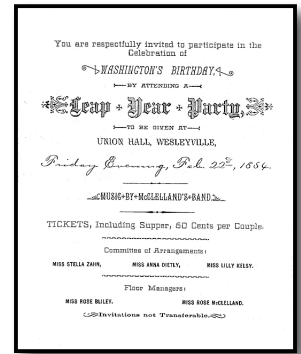 You are respectfully invited to participate in the
Celebration of
WASHINGTON'S BIRTHDAY,
BY ATTENDING A
Leap Year Party,
TO BE GIVEN AT
UNION HALL, WESLEYVILLE,
Friday Evening, Feb. 22d, 1884.
MUSIC BY McCLELLAND'S BAND.
TICKETS, Including Supper, 50 Cents per Couple.
Committee of Arrangements:
MISS STELLA ZAHN, MISS ANNA DIETLY, MISS LILLY KELSY.
Floor Managers:
MISS ROSE BLILEY. MISS ROSE McCLELLAND.
Invitations not Transferable.